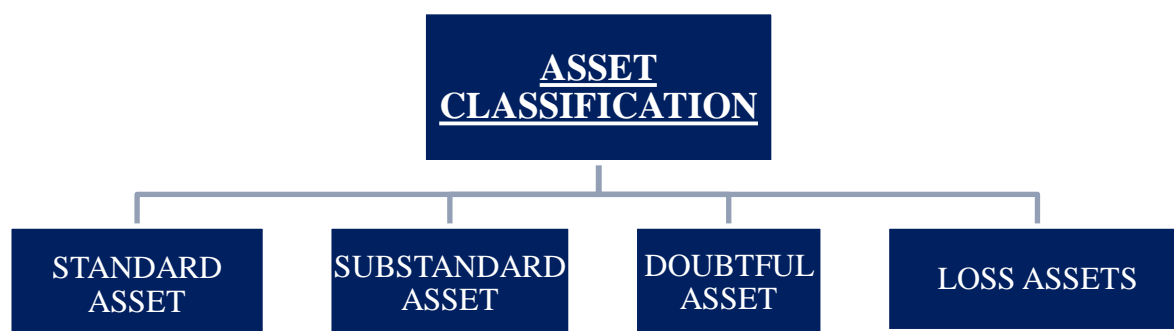 ASSET
CLASSIFICATION
STANDARD
ASSET
SUBSTANDARD
ASSET
DOUBTFUL
ASSET
LOSS ASSETS